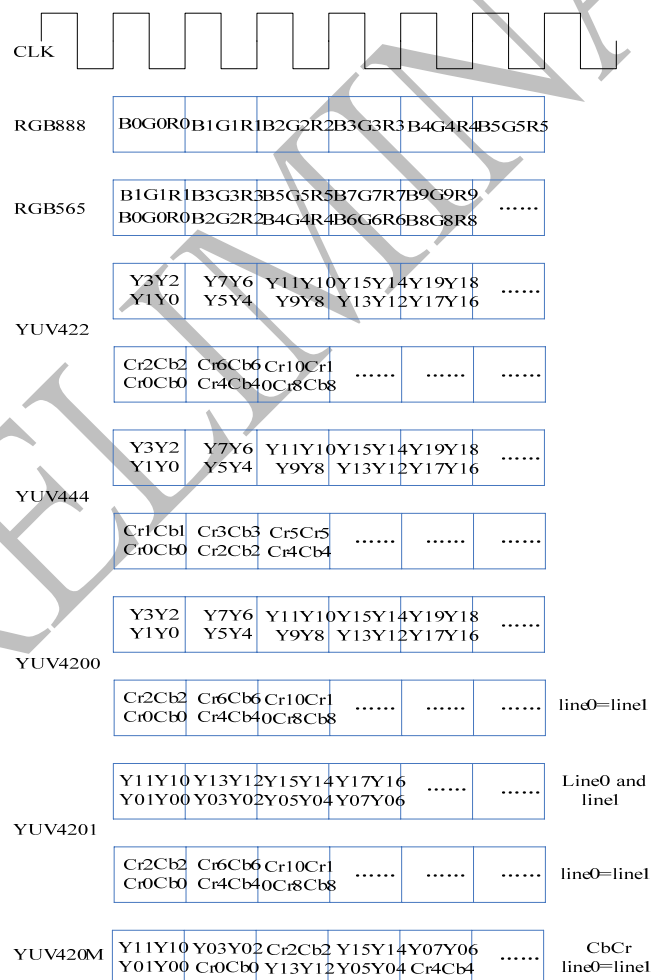 CLK
RGB888 B0G0R0 B1G1R1 B2G2R2 B3G3R3 B4G4R4 B5G5R5
B1G1R1 B3G3R3 B5G5R5 B7G7R7 B9G9R9
RGB565 B0G0R0 B2G2R2 B4G4R4 B6G6R6 B8G8R8 ......
Y3Y2 Y7Y6 Y11Y10 Y15Y14 Y19Y18
Y1Y0 Y5Y4 Y9Y8 Y13Y12 Y17Y16 ......
YUV422
Cr2Cb2 Cr6Cb6 Cr10Cr1
Cr0Cb0 Cr4Cb4 0Cr8Cb8 ...... ...... ......
Y3Y2 Y7Y6 Y11Y10 Y15Y14 Y19Y18
Y1Y0 Y5Y4 Y9Y8 Y13Y12 Y17Y16 ......
YUV444
Cr1Cb1 Cr3Cb3 Cr5Cr5
Cr0Cb0 Cr2Cb2 Cr4Cb4 ...... ...... ......
Y3Y2 Y7Y6 Y11Y10 Y15Y14 Y19Y18
Y1Y0 Y5Y4 Y9Y8 Y13Y12 Y17Y16 ......
YUV4200
Cr2Cb2 Cr6Cb6 Cr10Cr1
Cr0Cb0 Cr4Cb4 0Cr8Cb8 ...... ...... ...... line0=line1
Y11Y10 Y13Y12 Y15Y14 Y17Y16 ...... ...... Line0 and
Y01Y00 Y03Y02 Y05Y04 Y07Y06 line1
YUV4201
Cr2Cb2 Cr6Cb6 Cr10Cr1
Cr0Cb0 Cr4Cb4 0Cr8Cb8 ...... ...... ...... line0=line1
YUV420M Y11Y10 Y03Y02 Cr2Cb2 Y15Y14 Y07Y06 ...... CbCr
Y01Y00 Cr0Cb0 Y13Y12 Y05Y04 Cr4Cb4 line0=line1
RELIMINA